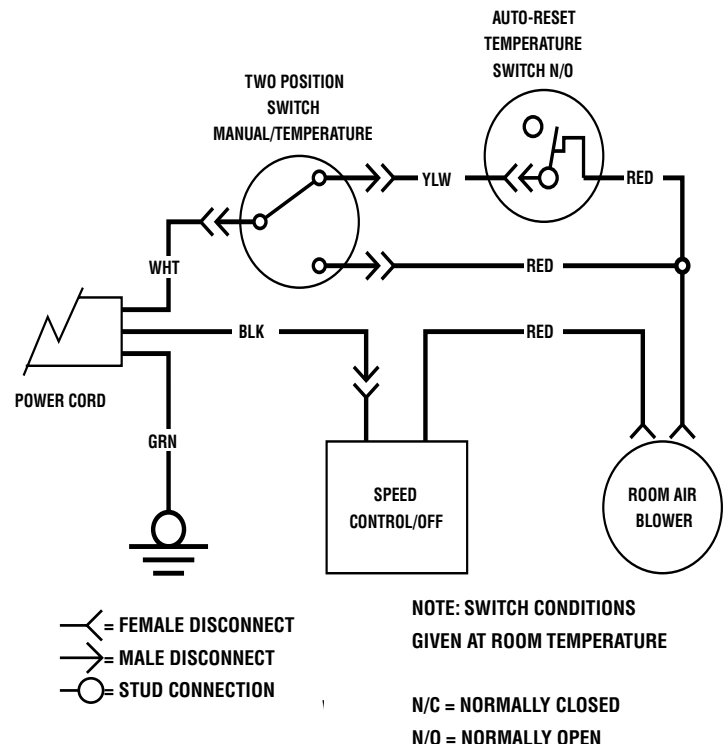 AUTO-RESET
TEMPERATURE
SWITCH N/O
TWO POSITION
SWITCH
MANUAL/TEMPERATURE
YLW
RED
WHT
RED
BLK
RED
POWER CORD
GRN
SPEED
CONTROL/OFF
ROOM AIR
BLOWER
= FEMALE DISCONNECT
= MALE DISCONNECT
= STUD CONNECTION
NOTE: SWITCH CONDITIONS
GIVEN AT ROOM TEMPERATURE
N/C = NORMALLY CLOSED
N/O = NORMALLY OPEN